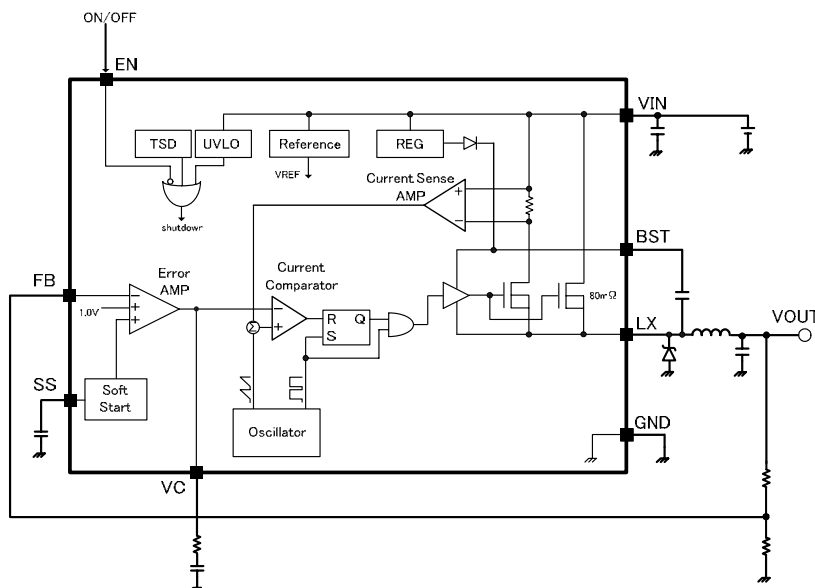 ON/OFF
EN
VIN
TSD
UVLO
Reference
REG
VREF
Current Sense
AMP
+
−
shutdown
BST
FB
Error
AMP
Current
Comparator
−
+
+
1.0V
−
+
Σ
R
Q
S
80mΩ
LX
VOUT
SS
Soft
Start
Oscillator
GND
VC